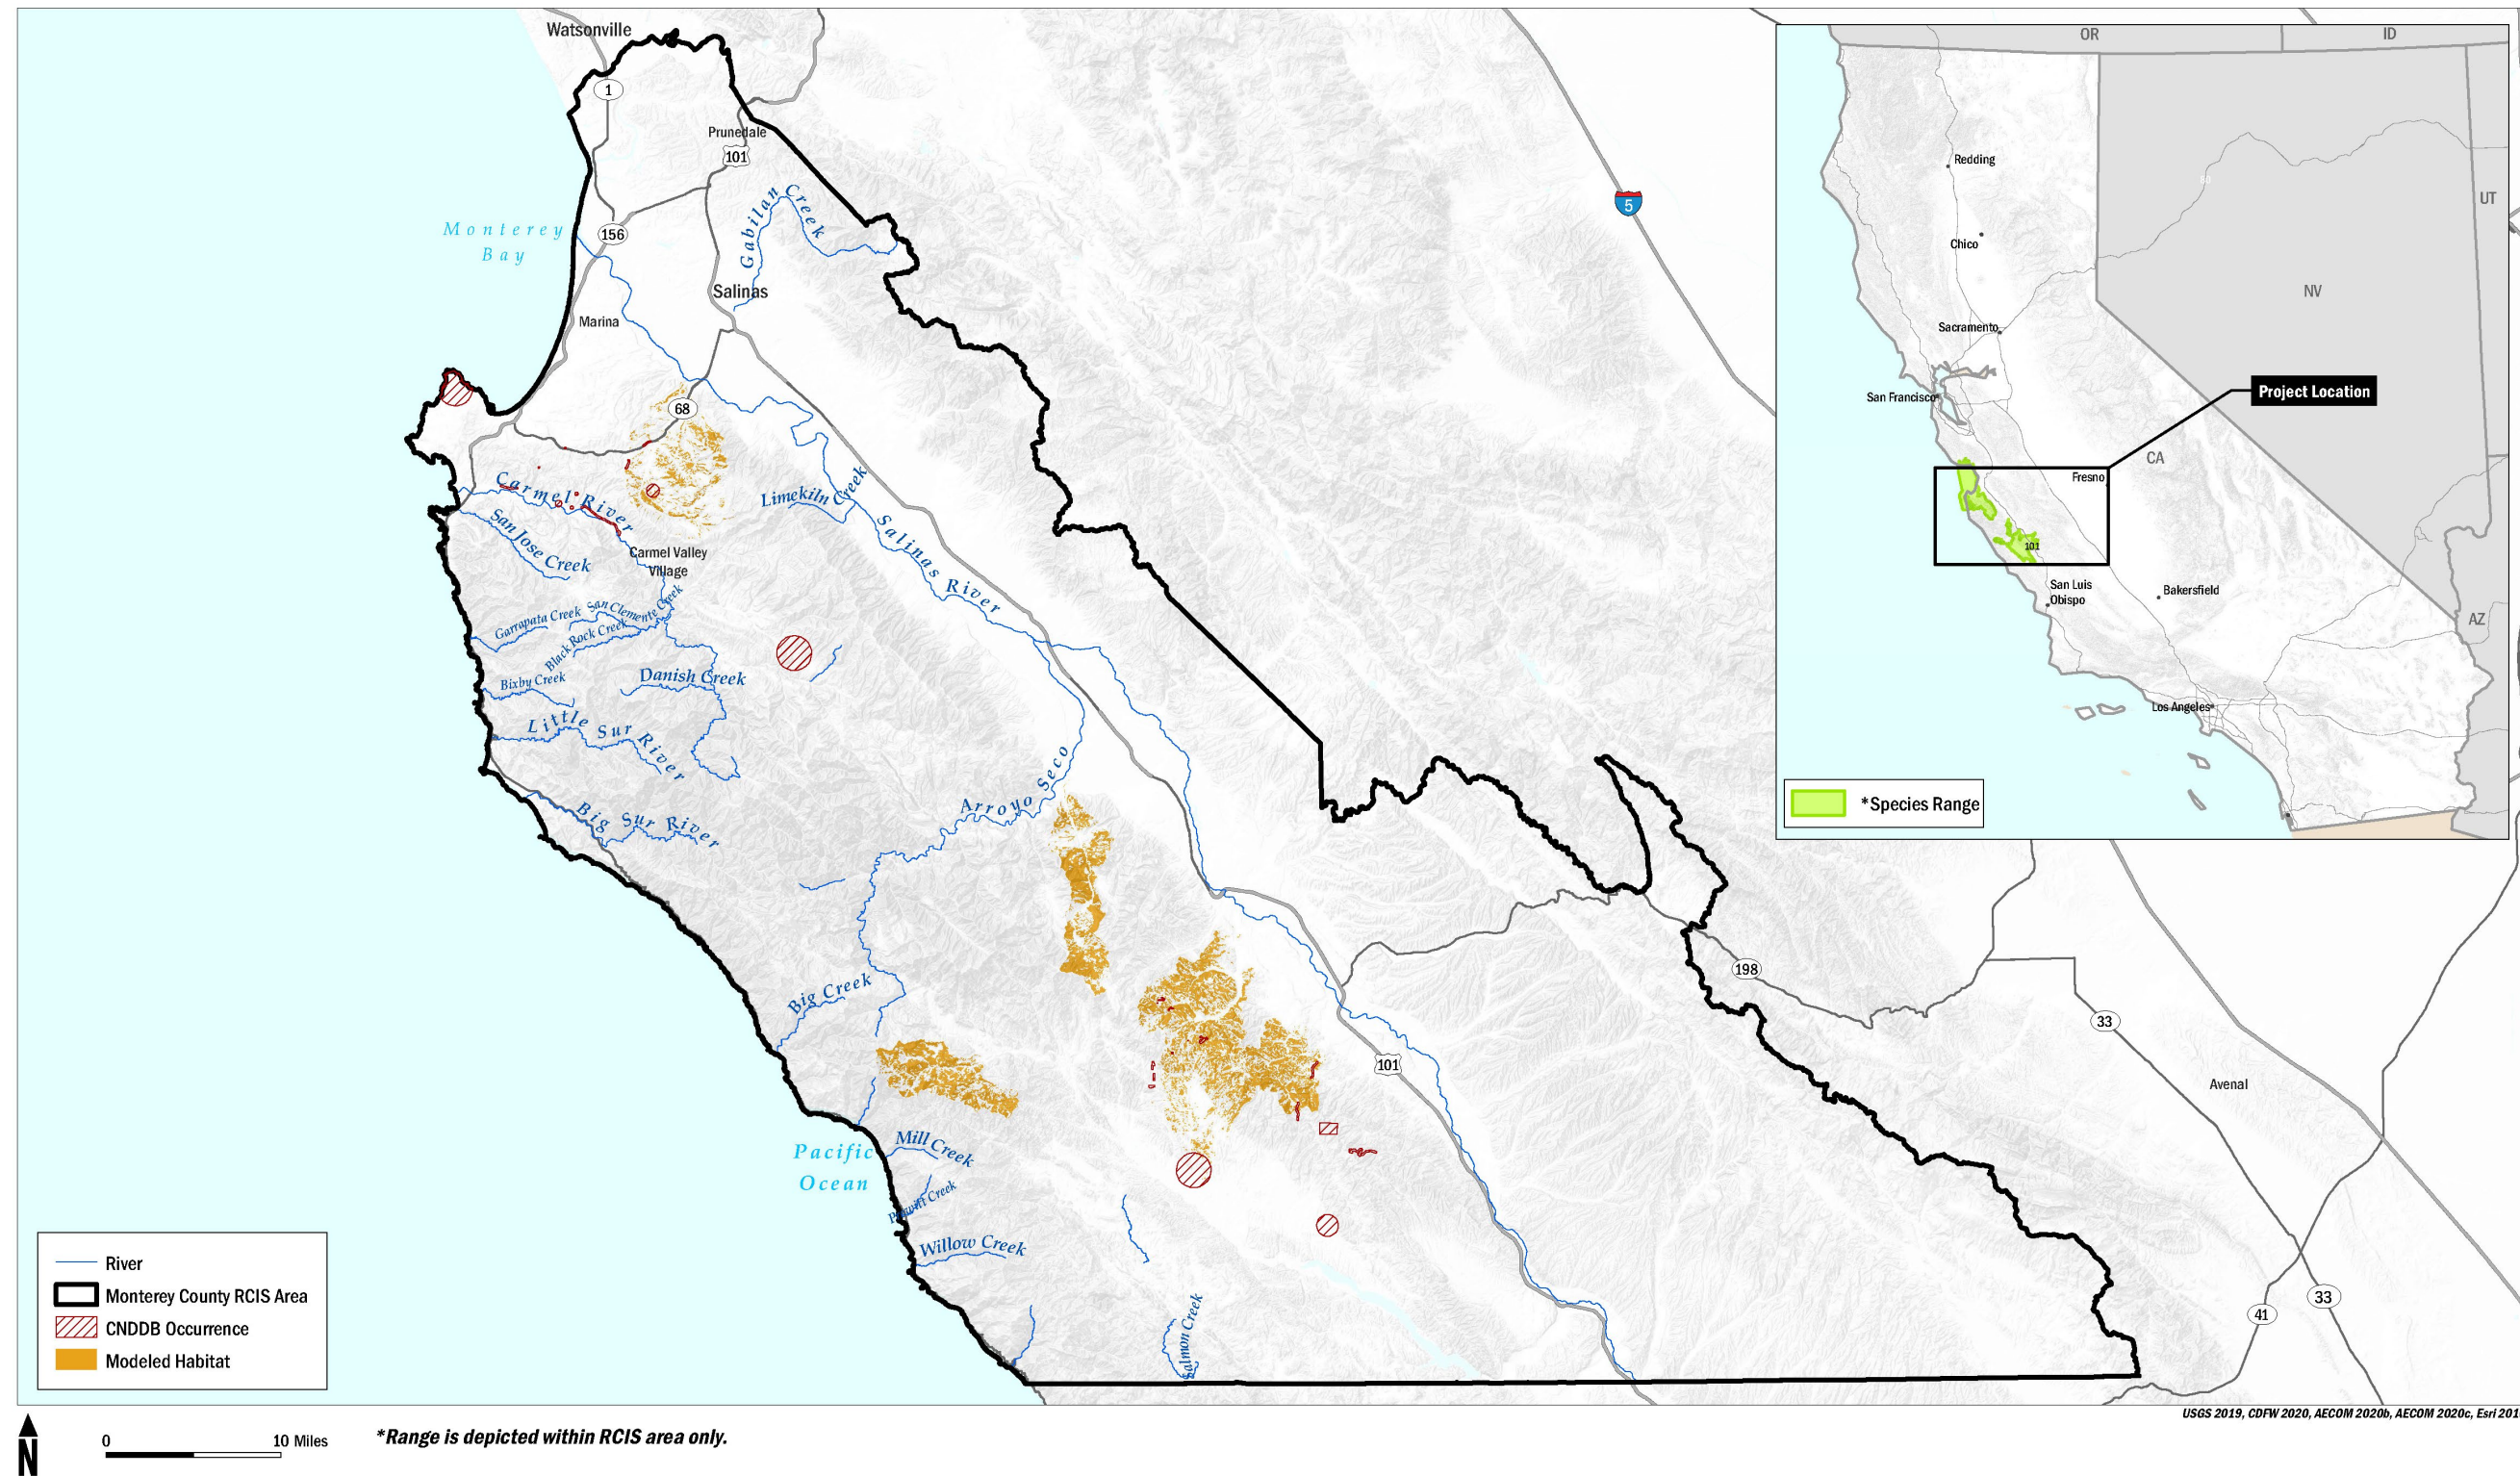 Watsonville
1
Prunedale
101
Gabilan Creek
Monterey
Bay
156
Salinas
Marina
68
Carmel River
Limekiln Creek
San Jose Creek
Salinas River
Carmel Valley
Village
Garrapata Creek
San Clemente Creek
Black Rock Creek
Bixby Creek
Danish Creek
Little Sur River
Arroyo Seco
Big Sur River
Big Creek
5
198
33
101
Avenal
Pacific
Ocean
Mill Creek
Prewitt Creek
Willow Creek
Salmon Creek
41
33
OR
ID
Redding
UT
80
Chico
NV
Sacramento
Project Location
San Francisco
CA
Fresno
101
San Luis
Obispo
Bakersfield
AZ
Los Angeles
*Species Range
River
Monterey County RCIS Area
CNDDB Occurrence
Modeled Habitat
N
0 10 Miles
*Range is depicted within RCIS area only.
USGS 2019, CDFW 2020, AECOM 2020b, AECOM 2020c, Esri 201